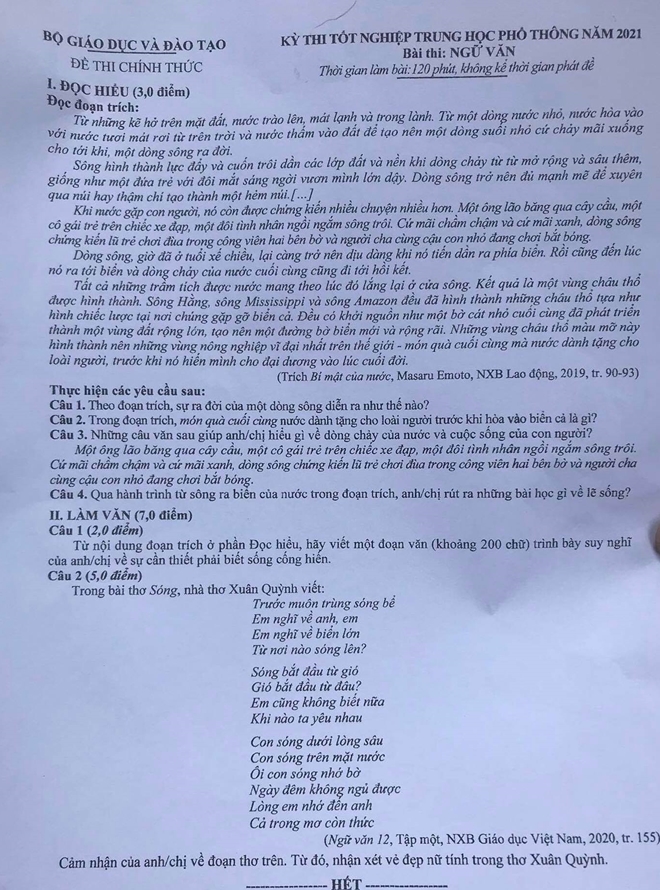 BỘ GIÁO DỤC VÀ ĐÀO TẠO
ĐỀ THI CHÍNH THỨC
KỲ THI TỐT NGHIỆP TRUNG HỌC PHỔ THÔNG NĂM 2021
Bài thi: NGỮ VĂN
Thời gian làm bài: 120 phút, không kể thời gian phát đề
I. ĐỌC HIỂU (3,0 điểm)
Đọc đoạn trích:
Từ những kẽ hở trên mặt đất, nước trào lên, mát lạnh và trong lành. Từ một dòng nước nhỏ, nước hòa vào
với nước tươi mát rơi từ trên trời và nước thấm vào đất để tạo nên một dòng suối nhỏ cứ chảy mãi xuống
cho tới khi, một dòng sông ra đời.
Sông hình thành lực đẩy và cuốn trôi dần các lớp đất và nền khi dòng chảy từ từ mở rộng và sâu thêm,
giống như một đứa trẻ với đôi mắt sáng ngời vươn mình lớn dậy. Dòng sông trở nên đủ mạnh mẽ để xuyên
qua núi hay thậm chí tạo thành một hẻm núi.[...]
Khi nước gặp con người, nó còn được chứng kiến nhiều chuyện nhiều hơn. Một ông lão băng qua cây cầu, một
cô gái trẻ trên chiếc xe đạp, một đôi tình nhân ngồi ngắm sông trôi. Cứ mãi chầm chậm và cứ mãi xanh, dòng sông
chứng kiến lũ trẻ chơi đùa trong công viên hai bên bờ và người cha cùng cậu con nhỏ đang chơi bắt bóng.
Dòng sông, giờ đã ở tuổi xế chiều, lại càng trở nên dịu dàng khi nó tiến dần ra phía biển. Rồi cũng đến lúc
nó ra tới biển và dòng chảy của nước cuối cùng cũng đi tới hồi kết.
Tất cả những trầm tích được nước mang theo lúc đó lắng lại ở cửa sông. Kết quả là một vùng châu thổ
được hình thành. Sông Hằng, sông Mississippi và sông Amazon đều đã hình thành những châu thổ tựa như
hình chiếc lược tại nơi chúng gặp gỡ biển cả. Đều có khởi nguồn như một bờ cát nhỏ cuối cùng đã phát triển
thành một vùng đất rộng lớn, tạo nên một đường bờ biển mới và rộng rãi. Những vùng châu thổ màu mỡ này
hình thành nên những vùng nông nghiệp vĩ đại nhất trên thế giới - món quà cuối cùng mà nước dành tặng cho
loài người, trước khi nó hiến mình cho đại dương vào lúc cuối đời.
(Trích Bí mật của nước, Masaru Emoto, NXB Lao động, 2019, tr. 90-93)
Thực hiện các yêu cầu sau:
Câu 1. Theo đoạn trích, sự ra đời của một dòng sông diễn ra như thế nào?
Câu 2. Trong đoạn trích, món quà cuối cùng nước dành tặng cho loài người trước khi hòa vào biển cả là gì?
Câu 3. Những câu văn sau giúp anh/chị hiểu gì về dòng chảy của nước và cuộc sống của con người?
Một ông lão băng qua cây cầu, một cô gái trẻ trên chiếc xe đạp, một đôi tình nhân ngồi ngắm sông trôi.
Cứ mãi chầm chậm và cứ mãi xanh, dòng sông chứng kiến lũ trẻ chơi đùa trong công viên hai bên bờ và người cha
cùng cậu con nhỏ đang chơi bắt bóng.
Câu 4. Qua hành trình từ sông ra biển của nước trong đoạn trích, anh/chị rút ra những bài học gì về lẽ sống?
II. LÀM VĂN (7,0 điểm)
Câu 1 (2,0 điểm)
Từ nội dung đoạn trích ở phần Đọc hiểu, hãy viết một đoạn văn (khoảng 200 chữ) trình bày suy nghĩ
của anh/chị về sự cần thiết phải biết sống cống hiến.
Câu 2 (5,0 điểm)
Trong bài thơ Sóng, nhà thơ Xuân Quỳnh viết:
Trước muôn trùng sóng bể
Em nghĩ về anh, em
Em nghĩ về biển lớn
Từ nơi nào sóng lên?
Sóng bắt đầu từ gió
Gió bắt đầu từ đâu?
Em cũng không biết nữa
Khi nào ta yêu nhau
Con sóng dưới lòng sâu
Con sóng trên mặt nước
Ôi con sóng nhớ bờ
Ngày đêm không ngủ được
Lòng em nhớ đến anh
Cả trong mơ còn thức
(Ngữ văn 12, Tập một, NXB Giáo dục Việt Nam, 2020, tr. 155)
Cảm nhận của anh/chị về đoạn thơ trên. Từ đó, nhận xét vẻ đẹp nữ tính trong thơ Xuân Quỳnh.
------------------ HẾT ------------------